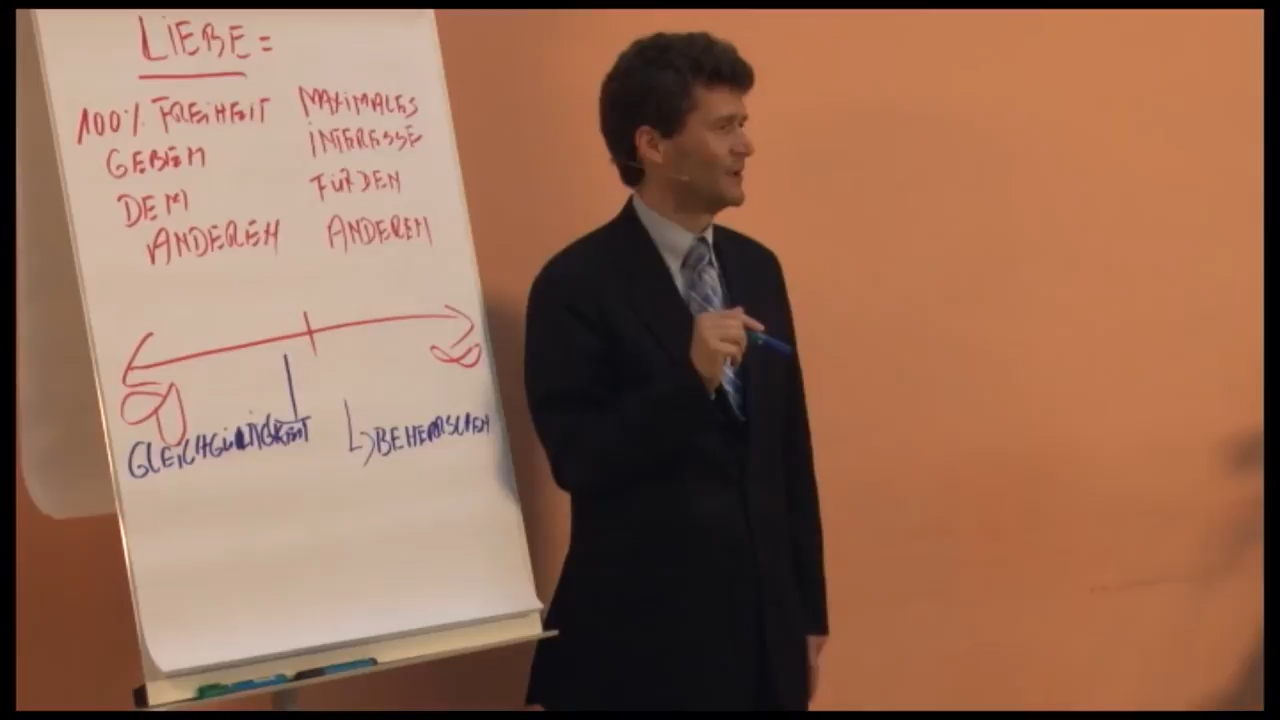 LIEBE =
100% FREIHEIT
GEBEN
DEM
ANDEREN
MAXIMALES
INTERESSE
FÜR DEN
ANDEREN
GLEICHGÜLTIGKEIT
BEHERRSCHEN